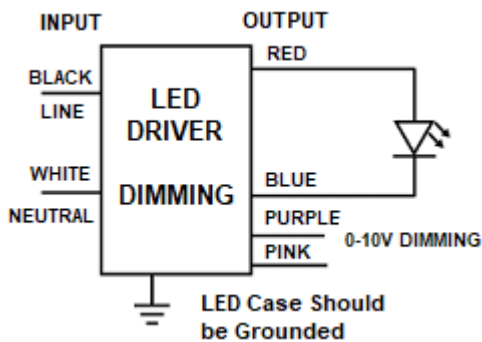 INPUT
OUTPUT
BLACK
LINE
WHITE
NEUTRAL
LED
DRIVER
DIMMING
RED
BLUE
PURPLE
PINK
0-10V DIMMING
LED Case Should
be Grounded